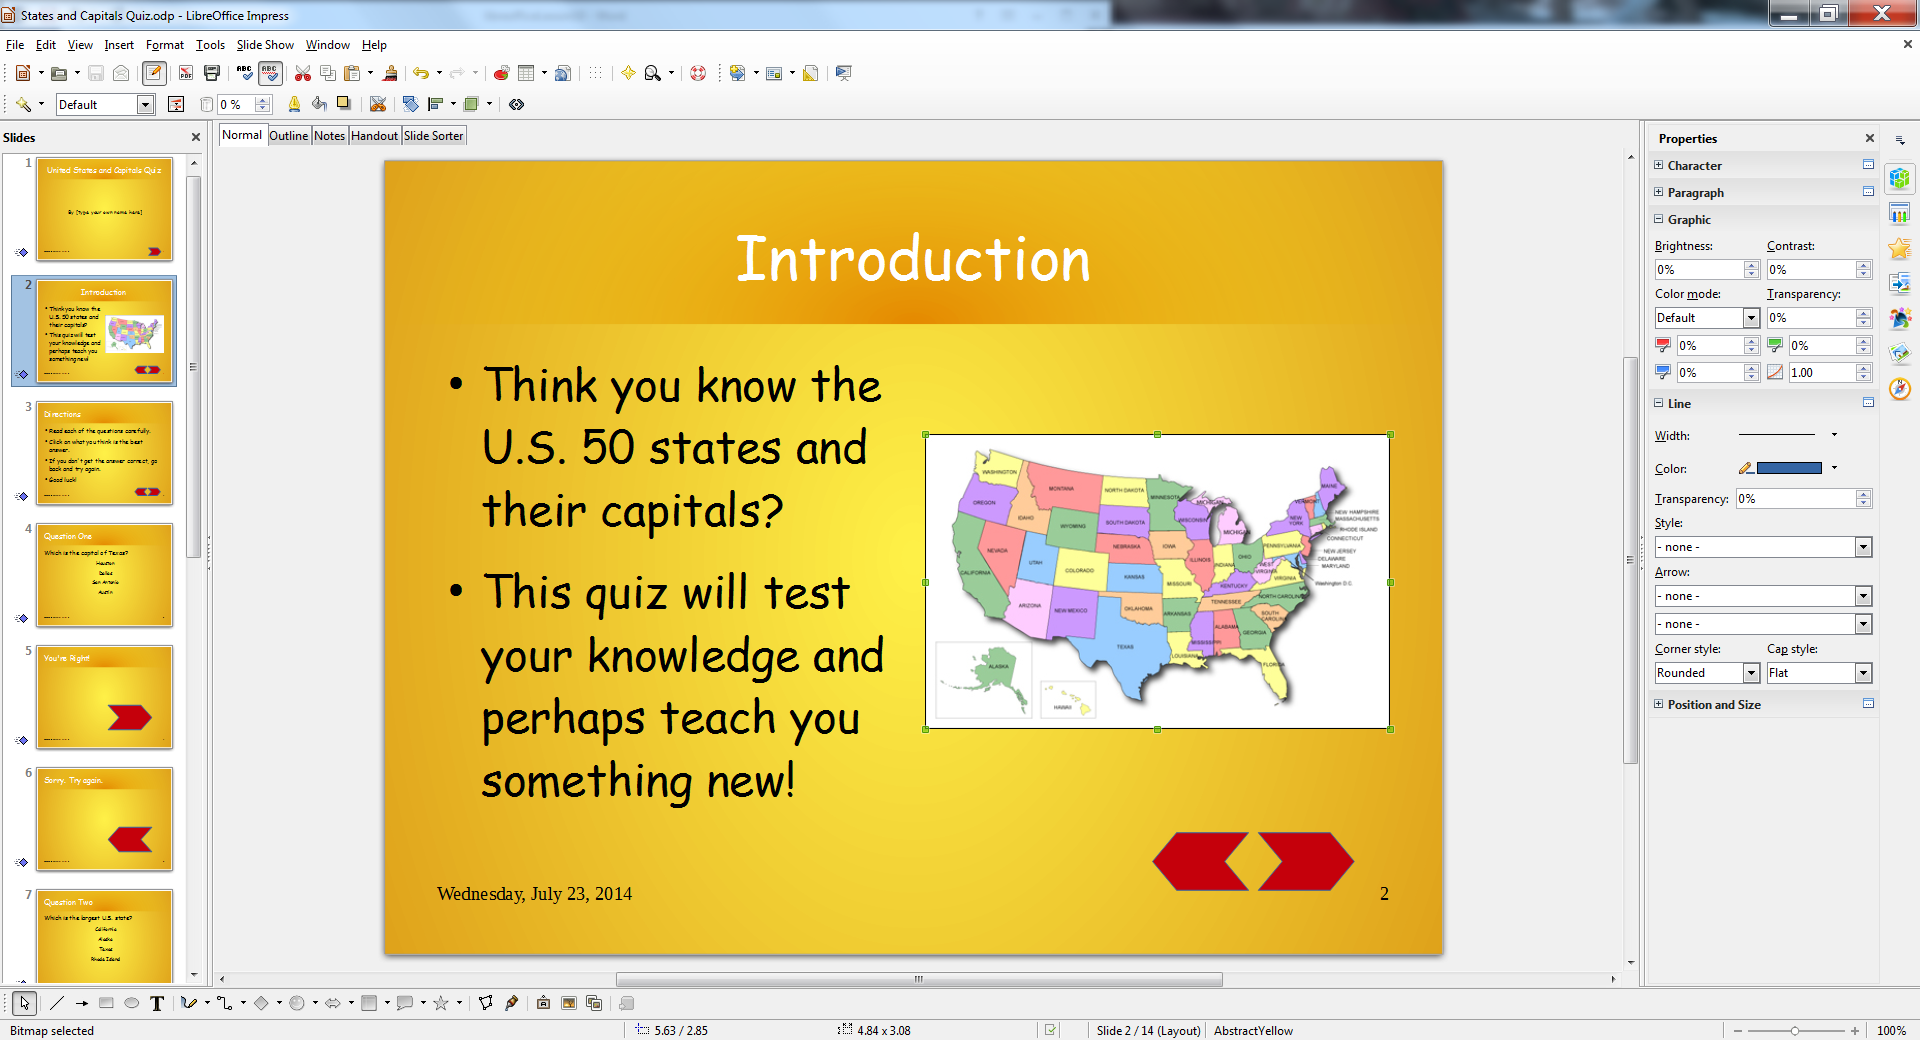 States and Capitals Quiz.odp - LibreOffice Impress
File Edit View Insert Format Tools Slide Show Window Help
Default
0 %
Slides
Normal Outline Notes Handout Slide Sorter
1
United States and Capitals Quiz
By [type your own name here]
2
Introduction
• Think you know the
U.S. 50 states and
their capitals?
• This quiz will test
your knowledge and
perhaps teach you
something new!
3
Directions
• Read each of the questions carefully.
• Click on what you think is the best
answer.
• If you don't get the answer correct, go
back and try again.
• Good luck!
4
Question One
Which is the capital of Texas?
Houston
Dallas
San Antonio
Austin
5
You're Right!
6
Sorry. Try again.
7
Question Two
Which is the largest U.S. state?
California
Alaska
Texas
Rhode Island
Introduction
• Think you know the
U.S. 50 states and
their capitals?
• This quiz will test
your knowledge and
perhaps teach you
something new!
WASHINGTON
MONTANA
NORTH DAKOTA
MINNESOTA
MICHIGAN
MAINE
VERMONT
OREGON
IDAHO
WYOMING
SOUTH DAKOTA
WISCONSIN
MICHIGAN
NEW
YORK
NEW HAMPSHIRE
MASSACHUSETTS
RHODE ISLAND
CONNECTICUT
NEW JERSEY
DELAWARE
MARYLAND
Washington D.C.
NEVADA
UTAH
COLORADO
NEBRASKA
IOWA
ILLINOIS
INDIANA
OHIO
PENNSYLVANIA
WEST
VIRGINIA
VIRGINIA
CALIFORNIA
KANSAS
MISSOURI
KENTUCKY
ARIZONA
NEW MEXICO
OKLAHOMA
ARKANSAS
TENNESSEE
NORTH CAROLINA
SOUTH
CAROLINA
TEXAS
LOUISIANA
MISSISSIPPI
ALABAMA
GEORGIA
FLORIDA
ALASKA
HAWAII
Wednesday, July 23, 2014
2
Properties
Character
Paragraph
Graphic
Brightness: Contrast:
0% 0%
Color mode: Transparency:
Default 0%
0% 0%
0% 1.00
Line
Width:
Color:
Transparency: 0%
Style:
- none -
Arrow:
- none -
- none -
Corner style: Cap style:
Rounded Flat
Position and Size
Bitmap selected
5.63 / 2.85
4.84 x 3.08
Slide 2 / 14 (Layout)
AbstractYellow
100%